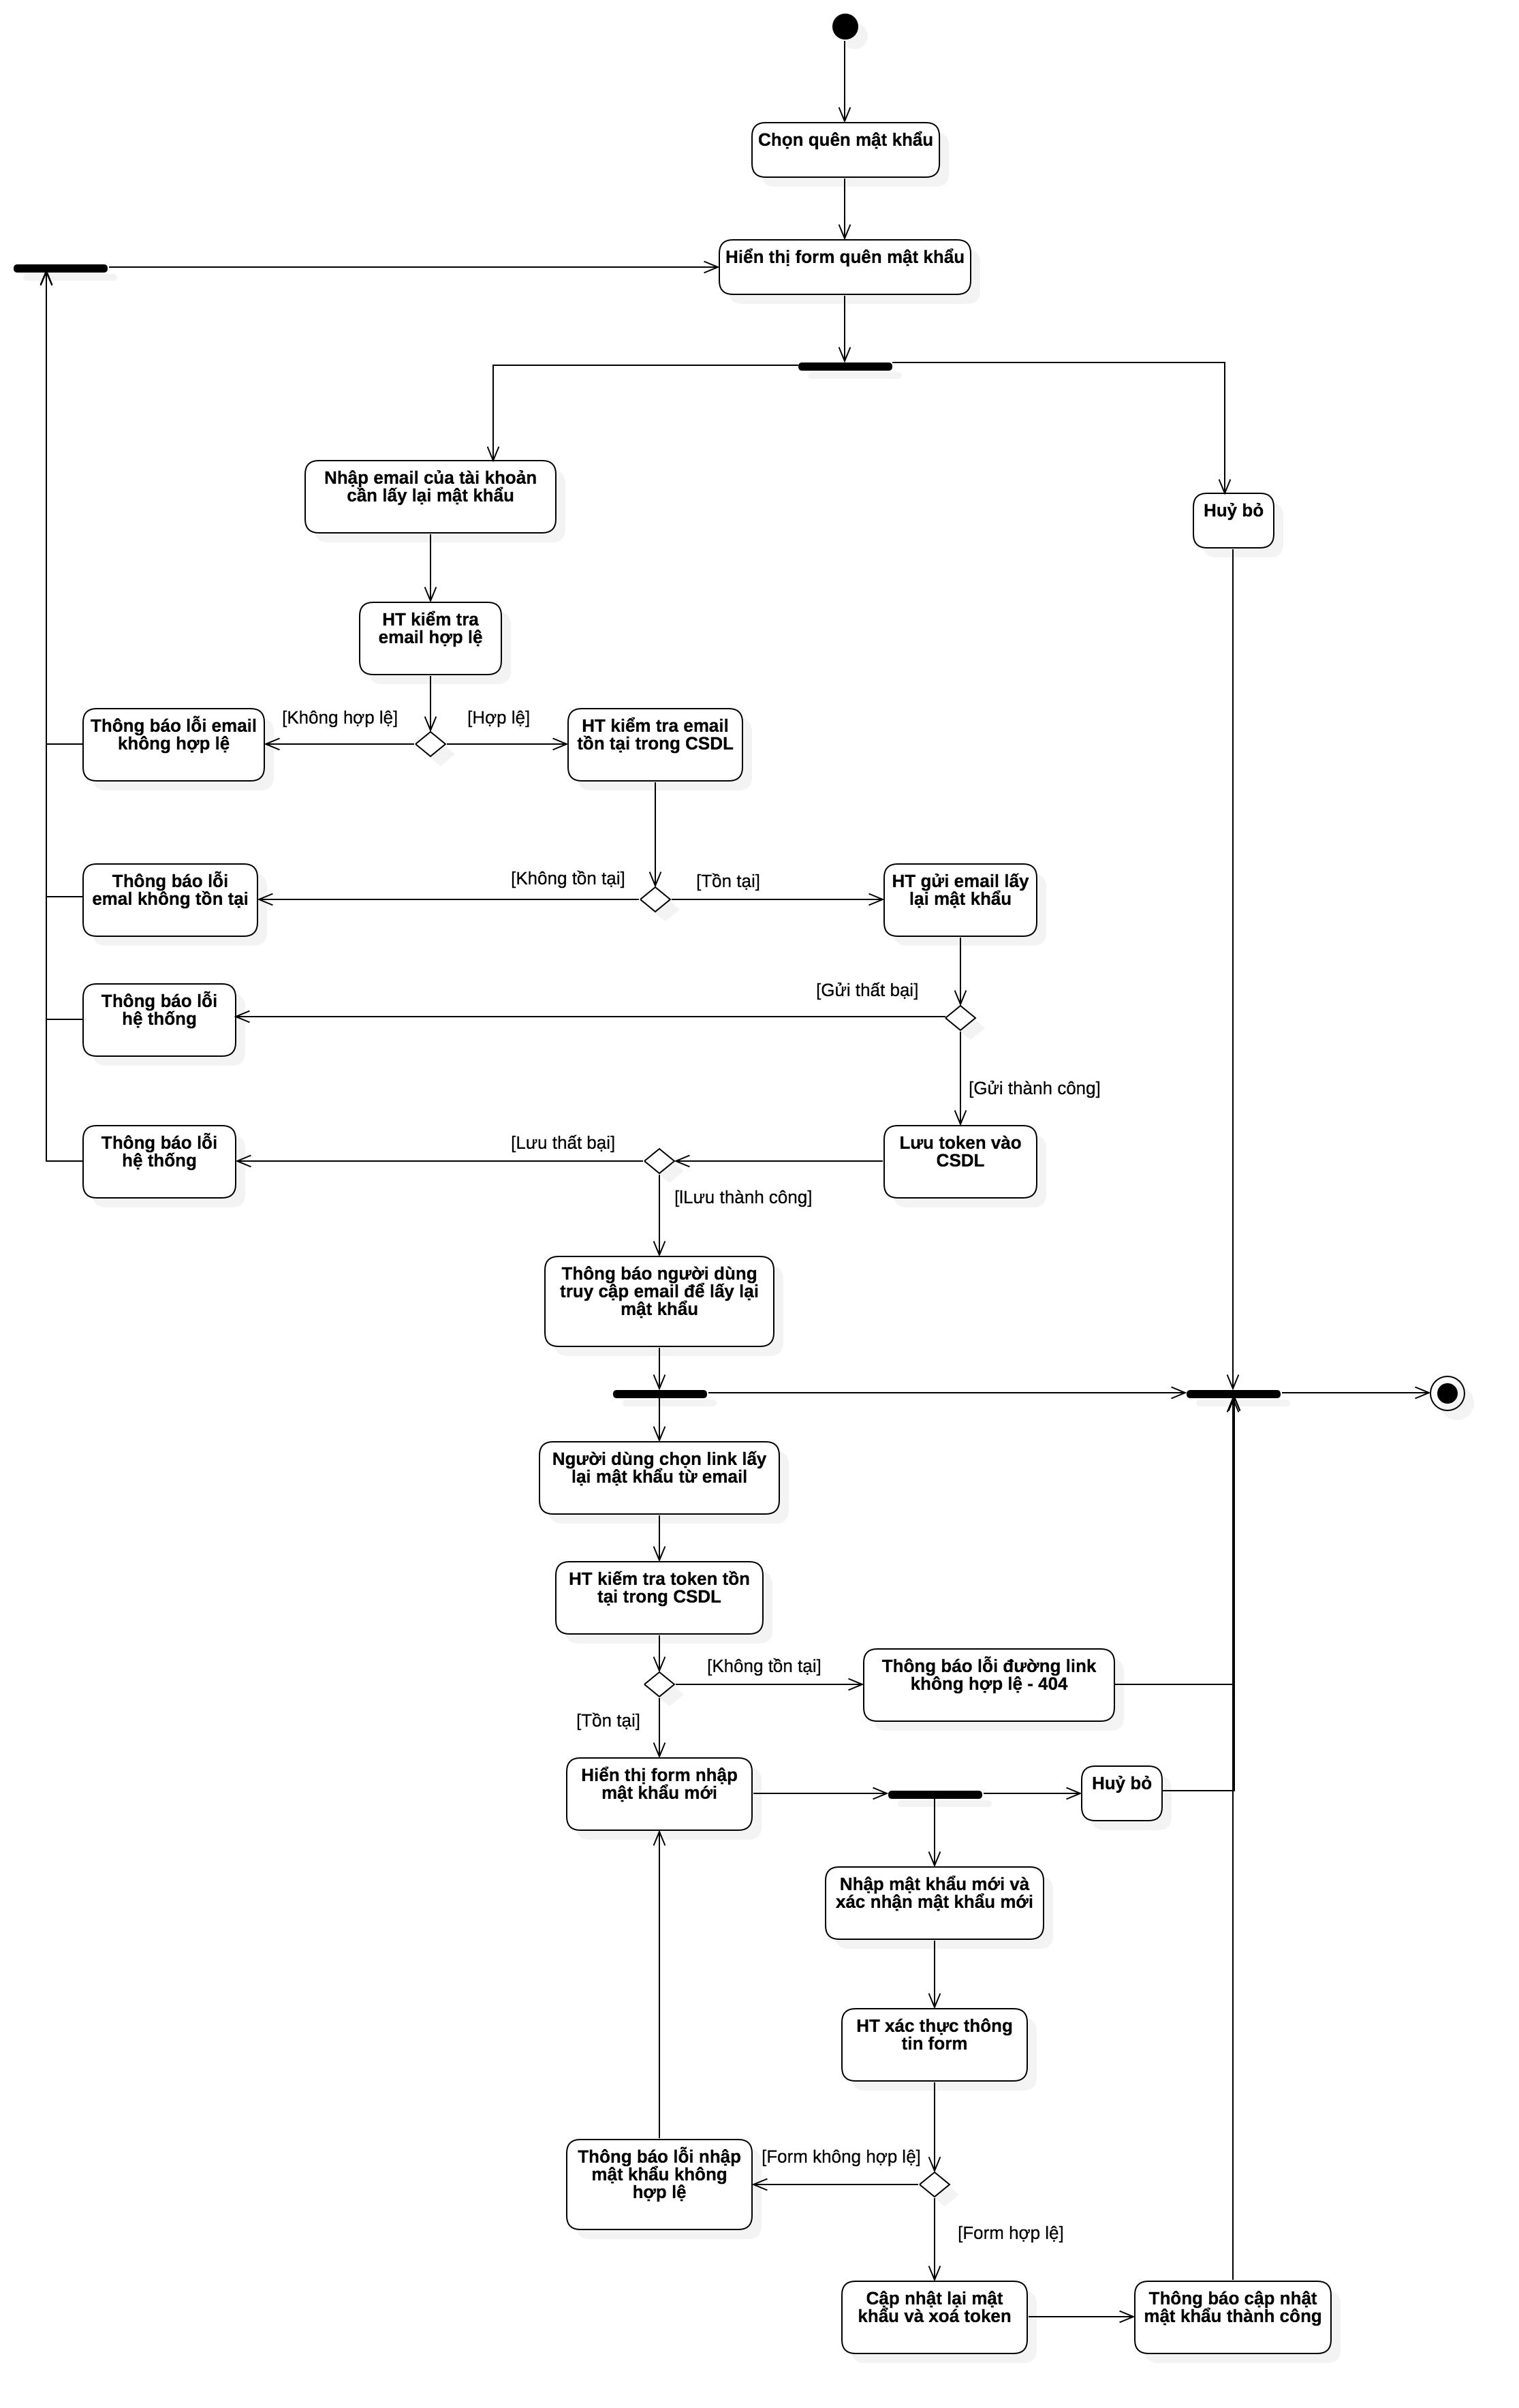 Chọn quên mật khẩu
Hiển thị form quên mật khẩu
Nhập email của tài khoản
cần lấy lại mật khẩu
Huỷ bỏ
HT kiểm tra
email hợp lệ
[Không hợp lệ]
[Hợp lệ]
Thông báo lỗi email
không hợp lệ
HT kiểm tra email
tồn tại trong CSDL
[Không tồn tại]
[Tồn tại]
Thông báo lỗi
emal không tồn tại
HT gửi email lấy
lại mật khẩu
[Gửi thất bại]
Thông báo lỗi
hệ thống
[Gửi thành công]
Thông báo lỗi
hệ thống
[Lưu thất bại]
Lưu token vào
CSDL
[lLưu thành công]
Thông báo người dùng
truy cập email để lấy lại
mật khẩu
Người dùng chọn link lấy
lại mật khẩu từ email
HT kiếm tra token tồn
tại trong CSDL
[Không tồn tại]
Thông báo lỗi đường link
không hợp lệ - 404
[Tồn tại]
Hiển thị form nhập
mật khẩu mới
Huỷ bỏ
Nhập mật khẩu mới và
xác nhận mật khẩu mới
HT xác thực thông
tin form
Thông báo lỗi nhập
mật khẩu không
hợp lệ
[Form không hợp lệ]
[Form hợp lệ]
Cập nhật lại mật
khẩu và xoá token
Thông báo cập nhật
mật khẩu thành công